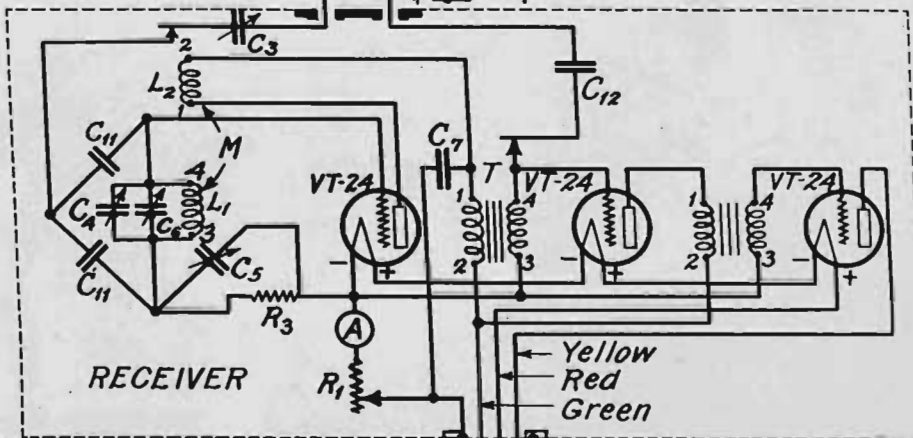 C3
2
L2
1
C12
C11
M
C7
4
VT-24
1
T
4
VT-24
VT-24
C4
C6
L1
1
4
3
C5
C11
-
+
2
3
-
+
2
3
-
+
R3
A
Yellow
RECEIVER
R1
Red
Green